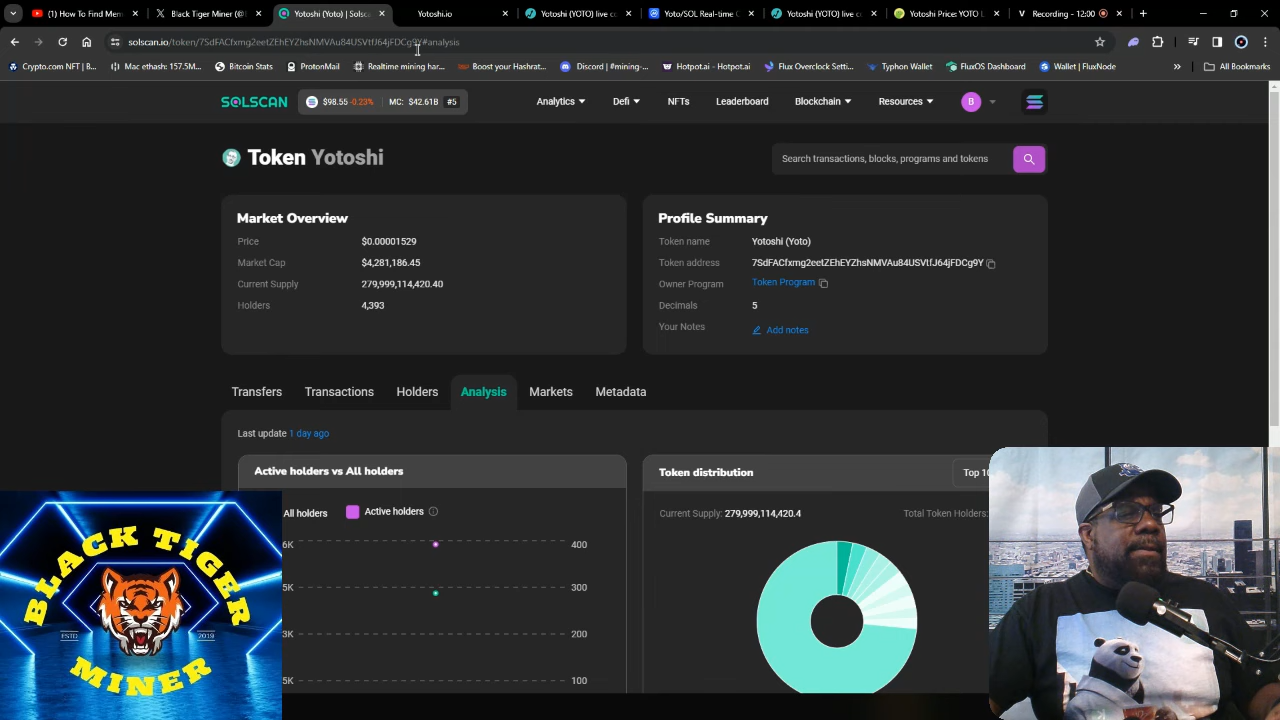 (1) How To Find Meme
Black Tiger Miner (@
Yotoshi (Yoto) | Solsca
Yotoshi.io
Yotoshi (YOTO) live co
Yoto/SOL Real-time
Yotoshi (YOTO) live co
Yotoshi Price: YOTO L
Recording - 12:00
solscan.io/token/7SdFACfxmg2eetZEhEYZhsNMVAu84USVtfJ64jFDCg9Y#analysis
Crypto.com NFT | B...
Mac ethash: 157.5M...
Bitcoin Stats
ProtonMail
Realtime mining har...
Boost your Hashrat...
Discord | #mining-...
Hotpot.ai - Hotpot.ai
Flux Overclock Setti...
Typhon Wallet
FluxOS Dashboard
Wallet | FluxNode
»
All Bookmarks
SOLSCAN
$98.55 -0.23% MC: $42.61B #5
Analytics
Defi
NFTs
Leaderboard
Blockchain
Resources
B
Token Yotoshi
Search transactions, blocks, programs and tokens
Market Overview
Price $0.00001529
Market Cap $4,281,186.45
Current Supply 279,999,114,420.40
Holders 4,393
Profile Summary
Token name Yotoshi (Yoto)
Token address 7SdFACfxmg2eetZEhEYZhsNMVAu84USVtfJ64jFDCg9Y
Owner Program Token Program
Decimals 5
Your Notes Add notes
Transfers Transactions Holders Analysis Markets Metadata
Last update 1 day ago
Active holders vs All holders
All holders Active holders
6K 400
5K 300
3K 200
5K 100
Token distribution
Top 10
Current Supply: 279,999,114,420.4
Total Token Holders:
BLACK TIGER
ESTD 2019
MINER